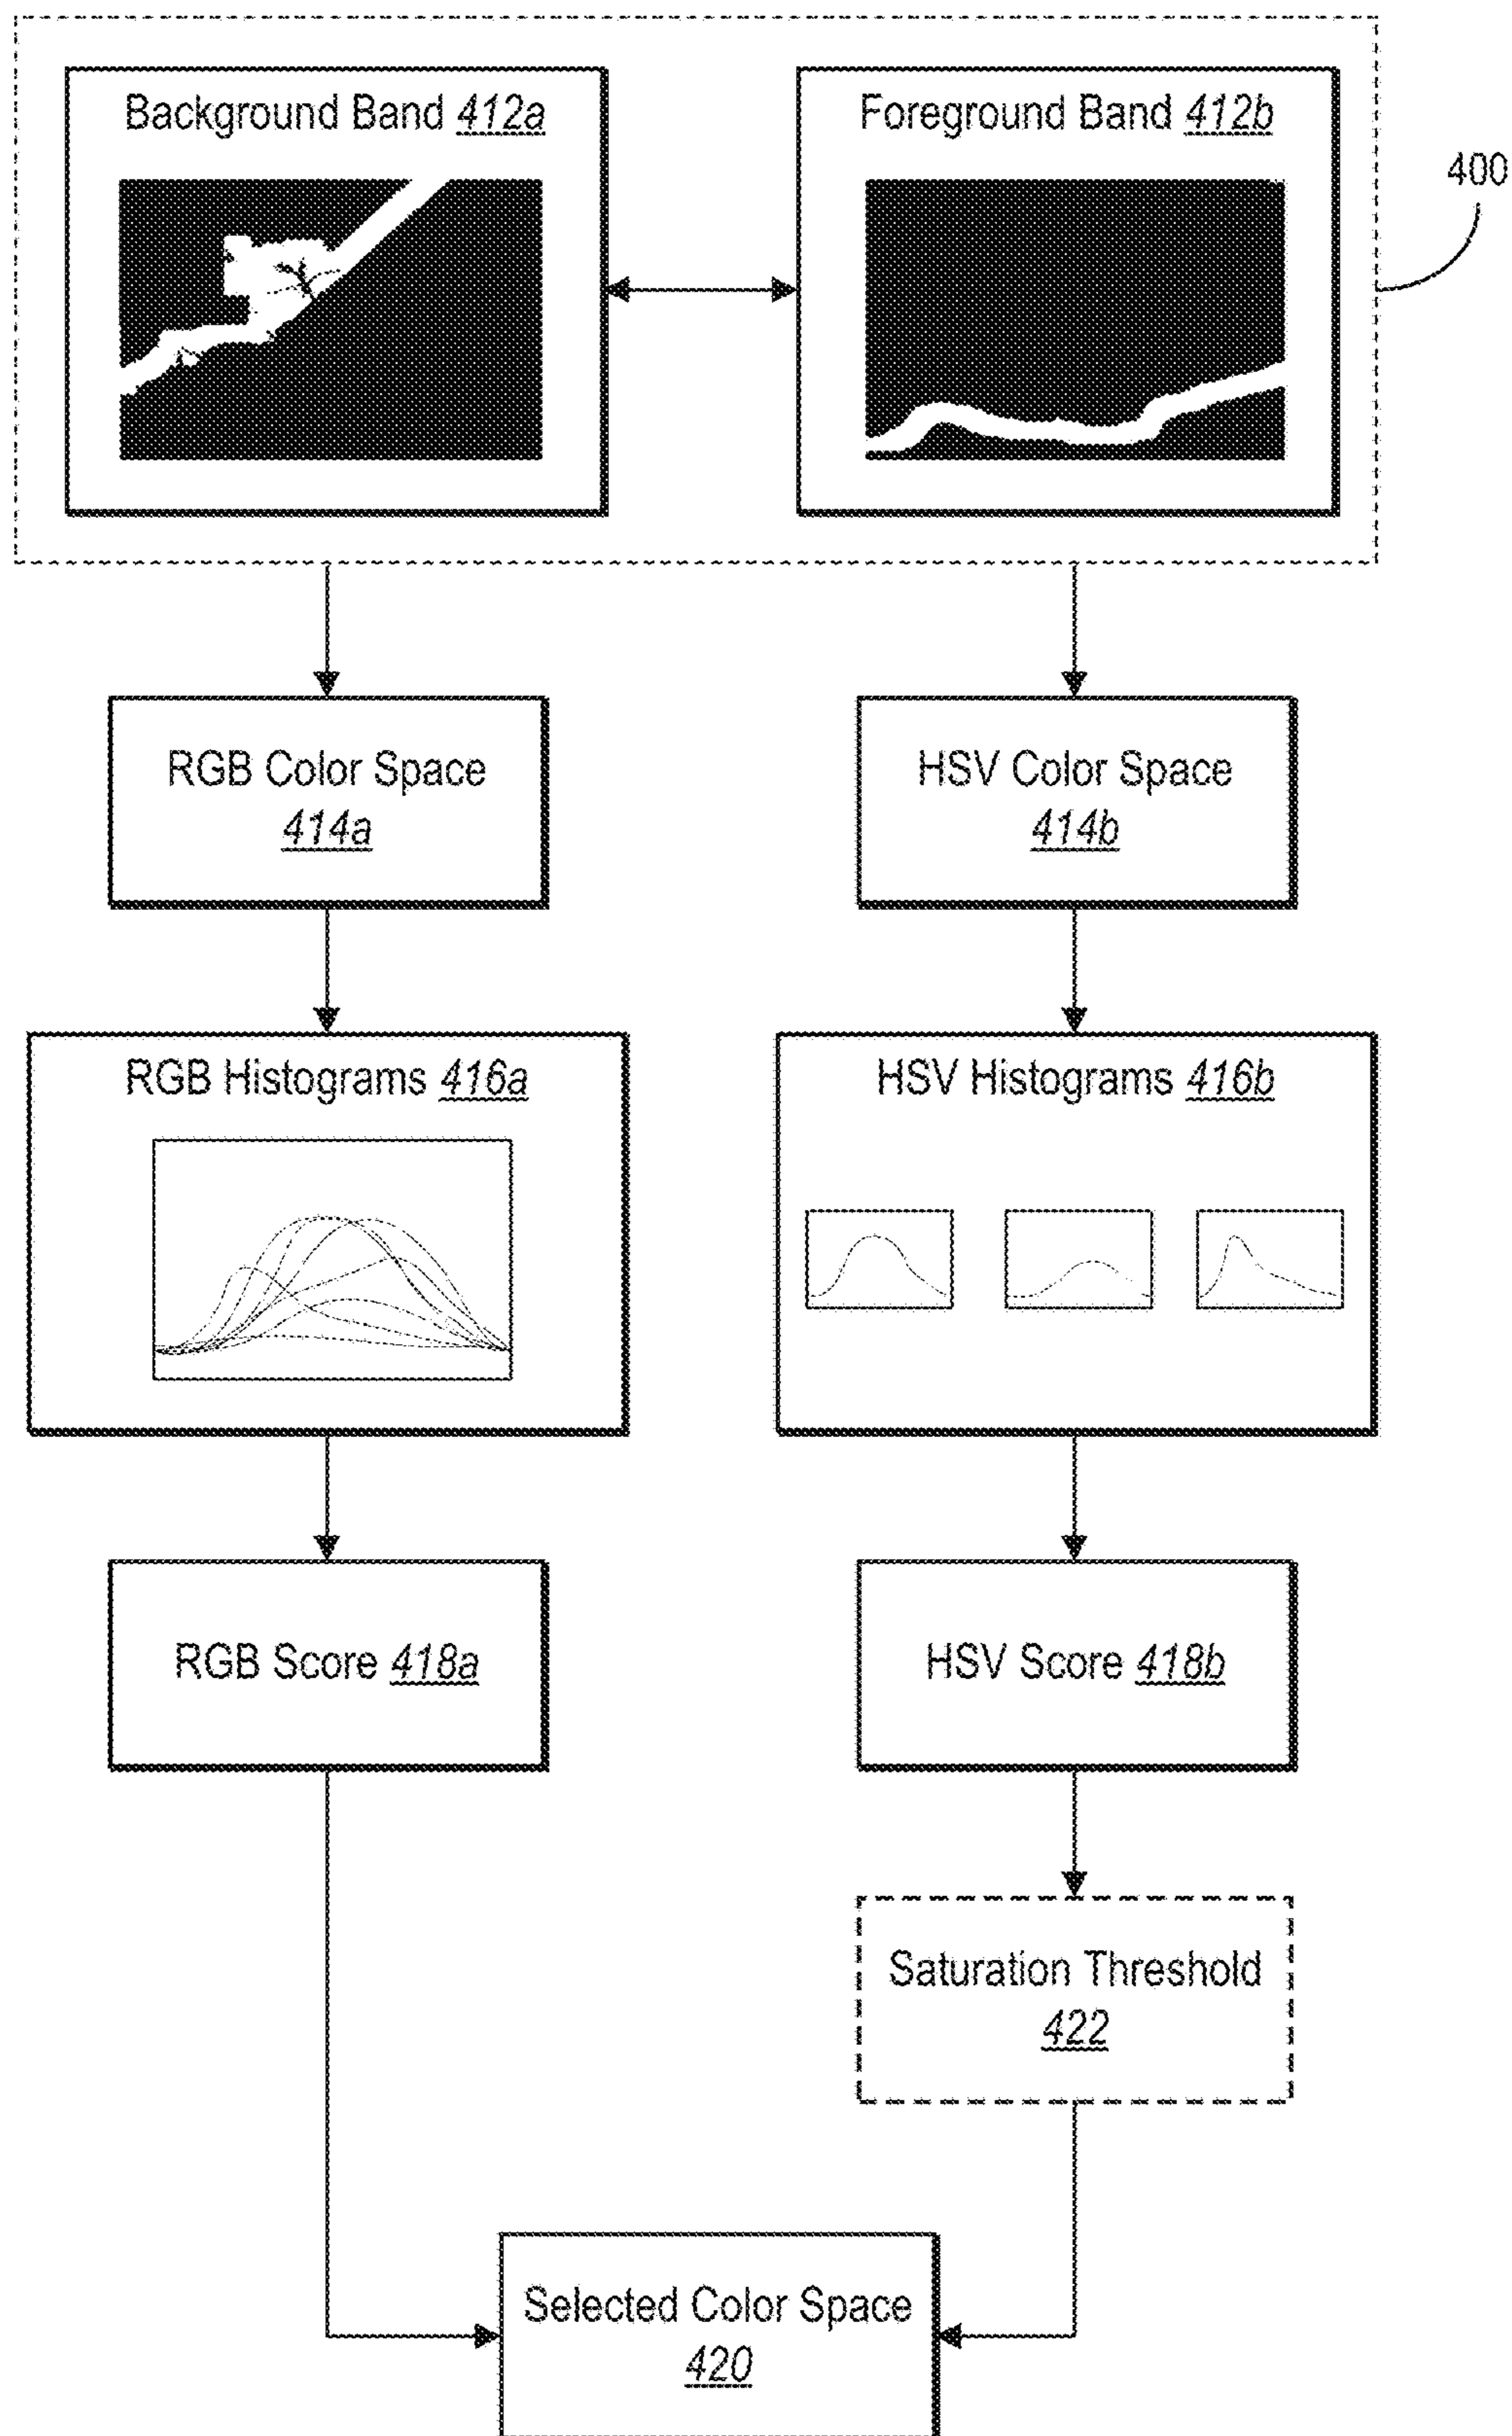 Background Band 412a
Foreground Band 412b
400
RGB Color Space
414a
HSV Color Space
414b
RGB Histograms 416a
HSV Histograms 416b
RGB Score 418a
HSV Score 418b
Saturation Threshold
422
Selected Color Space
420